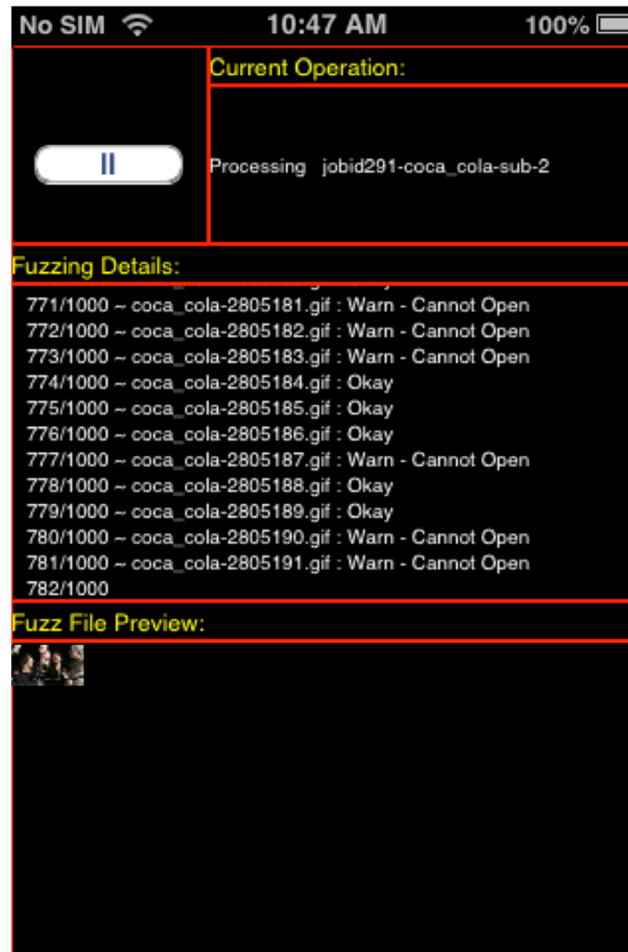 No SIM 10:47 AM 100%
Current Operation:
II
Processing jobid291-coca_cola-sub-2
Fuzzing Details:
771/1000 ~ coca_cola-2805181.gif : Warn - Cannot Open
772/1000 ~ coca_cola-2805182.gif : Warn - Cannot Open
773/1000 ~ coca_cola-2805183.gif : Warn - Cannot Open
774/1000 ~ coca_cola-2805184.gif : Okay
775/1000 ~ coca_cola-2805185.gif : Okay
776/1000 ~ coca_cola-2805186.gif : Okay
777/1000 ~ coca_cola-2805187.gif : Warn - Cannot Open
778/1000 ~ coca_cola-2805188.gif : Okay
779/1000 ~ coca_cola-2805189.gif : Okay
780/1000 ~ coca_cola-2805190.gif : Warn - Cannot Open
781/1000 ~ coca_cola-2805191.gif : Warn - Cannot Open
782/1000
Fuzz File Preview: